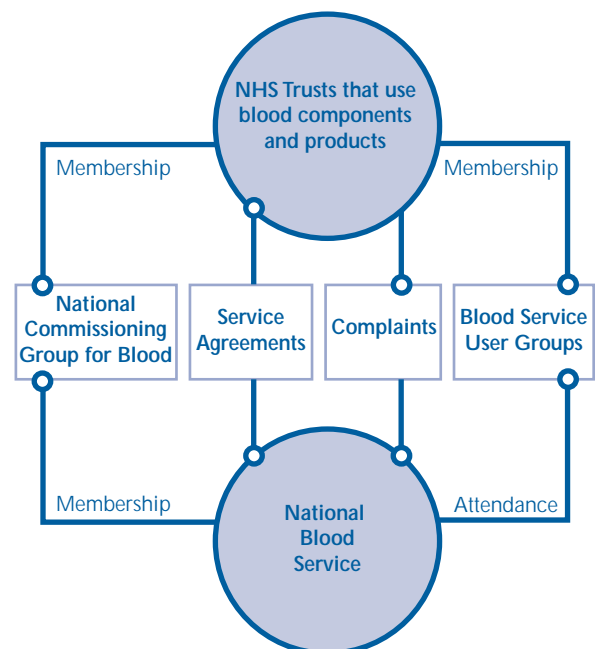 NHS Trusts that use
blood components
and products
Membership
Membership
National
Commissioning
Group for Blood
Service
Agreements
Complaints
Blood Service
User Groups
Membership
Attendance
National
Blood
Service